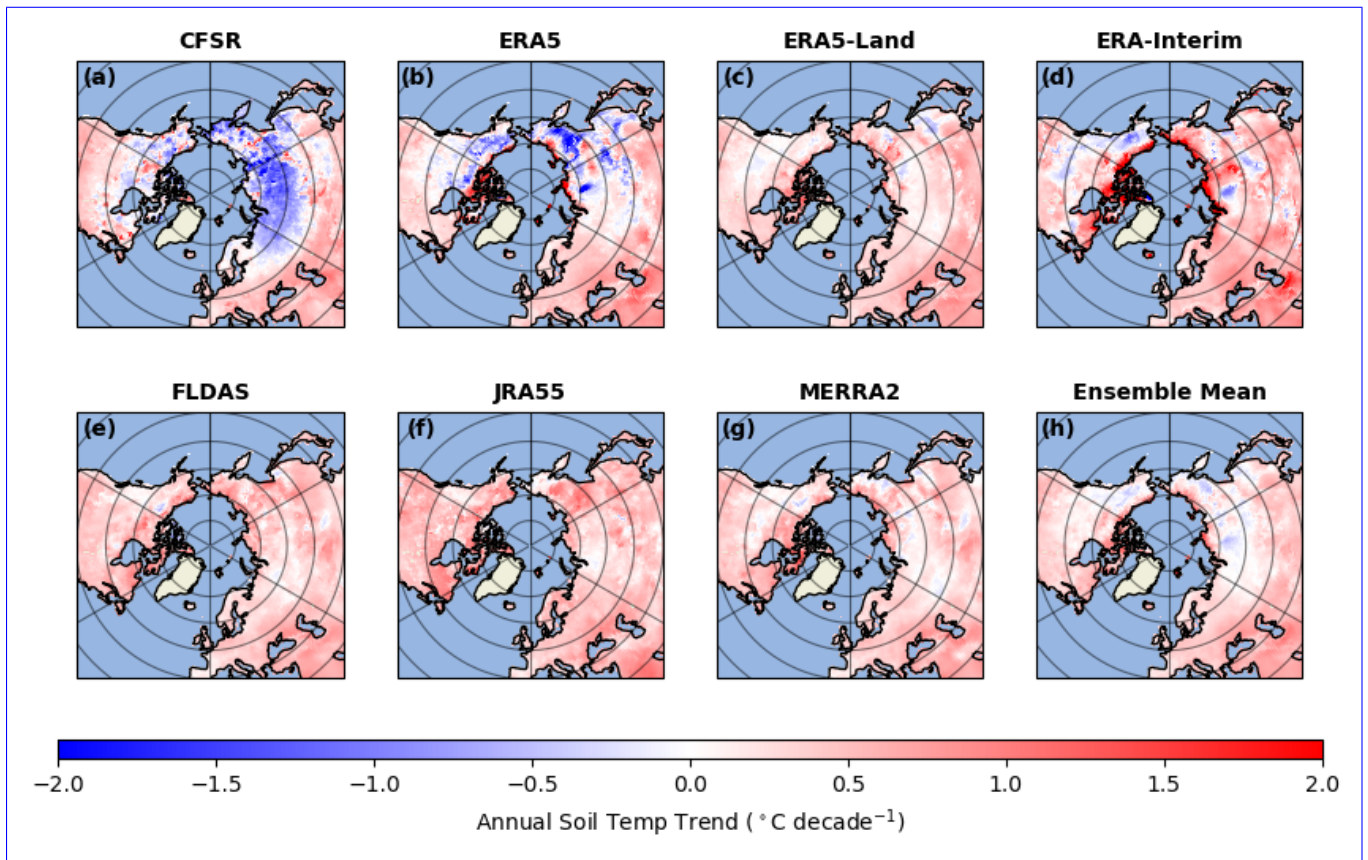 CFSR ERA5 ERA5-Land ERA-Interim
(a) (b) (c) (d)
FLDAS JRA55 MERRA2 Ensemble Mean
(e) (f) (g) (h)
−2.0 −1.5 −1.0 −0.5 0.0 0.5 1.0 1.5 2.0
Annual Soil Temp Trend (°C decade⁻¹)